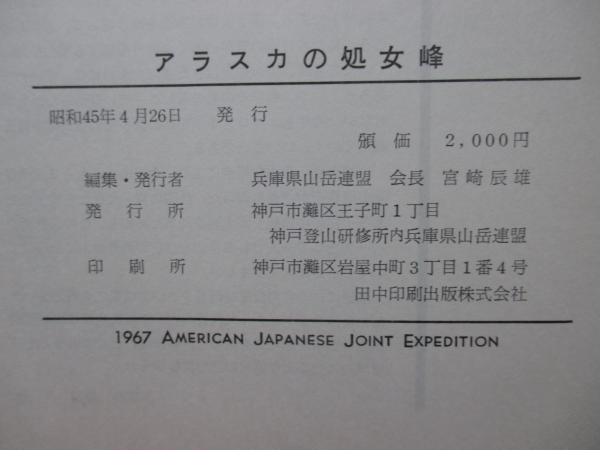 アラスカの処女峰
昭和45年4月26日 発行
頒価 2,000円
編集・発行者 兵庫県山岳連盟 会長 宮崎辰雄
発行所 神戸市灘区王子町1丁目
神戸登山研修所内兵庫県山岳連盟
印刷所 神戸市灘区岩屋中町3丁目1番4号
田中印刷出版株式会社
1967 AMERICAN JAPANESE JOINT EXPEDITION